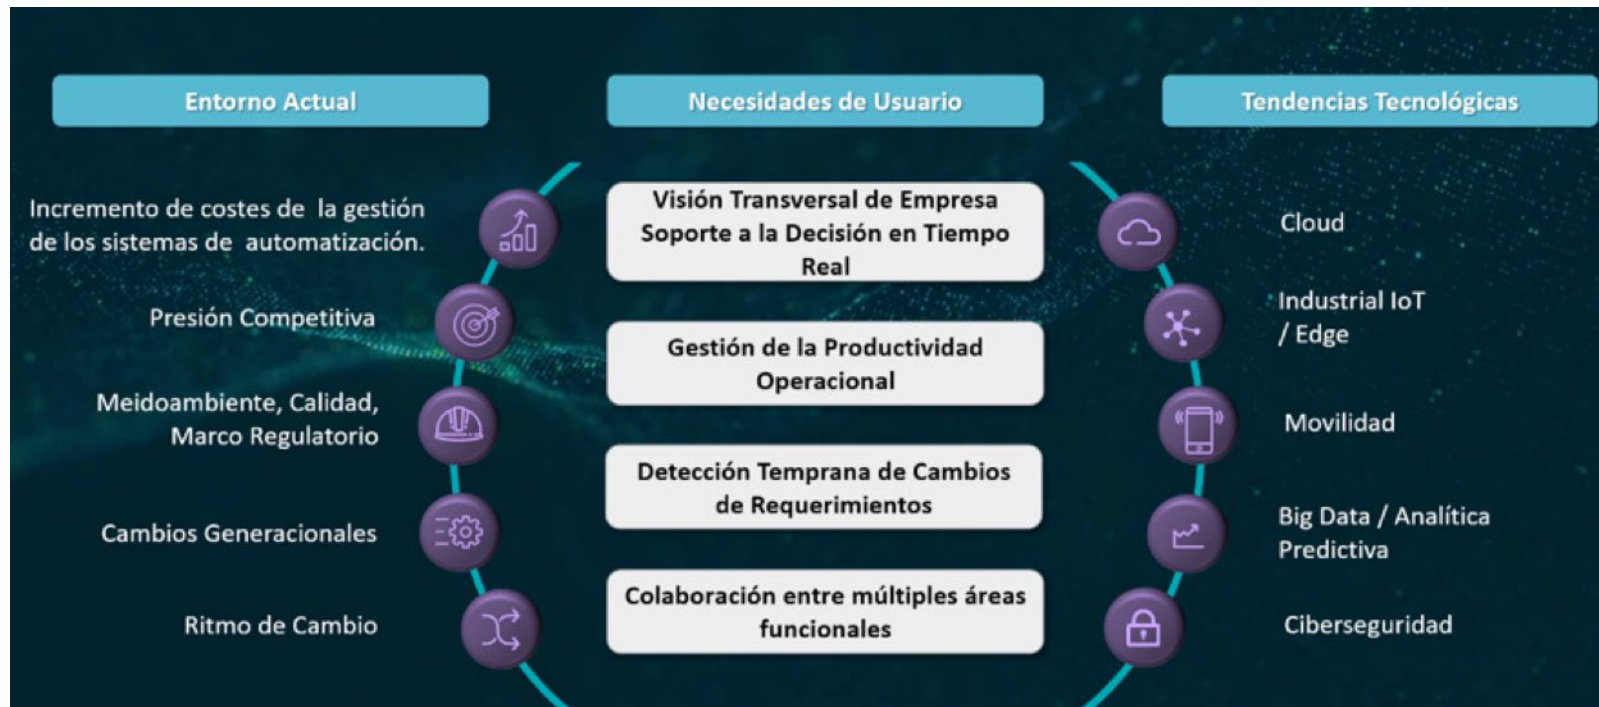 Entorno Actual
Incremento de costes de la gestión
de los sistemas de automatización.
Presión Competitiva
Meidoambiente, Calidad,
Marco Regulatorio
Cambios Generacionales
Ritmo de Cambio
Necesidades de Usuario
Visión Transversal de Empresa
Soporte a la Decisión en Tiempo
Real
Gestión de la Productividad
Operacional
Detección Temprana de Cambios
de Requerimientos
Colaboración entre múltiples áreas
funcionales
Tendencias Tecnológicas
Cloud
Industrial IoT
/ Edge
Movilidad
Big Data / Analítica
Predictiva
Ciberseguridad